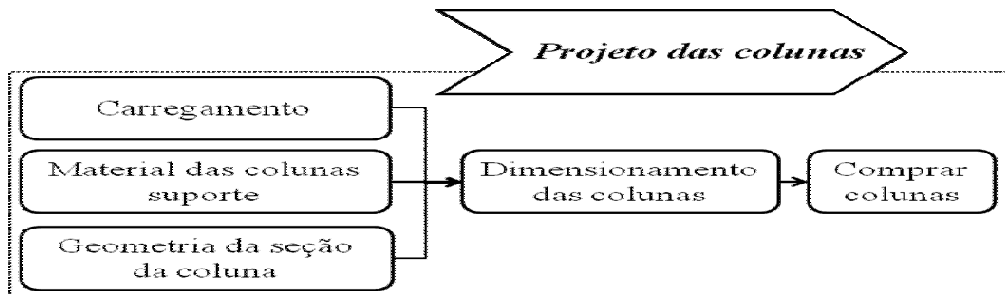 Projeto das colunas
Carregamento
Material das colunas
suporte
Geometria da seção
da coluna
Dimensionamento
das colunas
Comprar
colunas